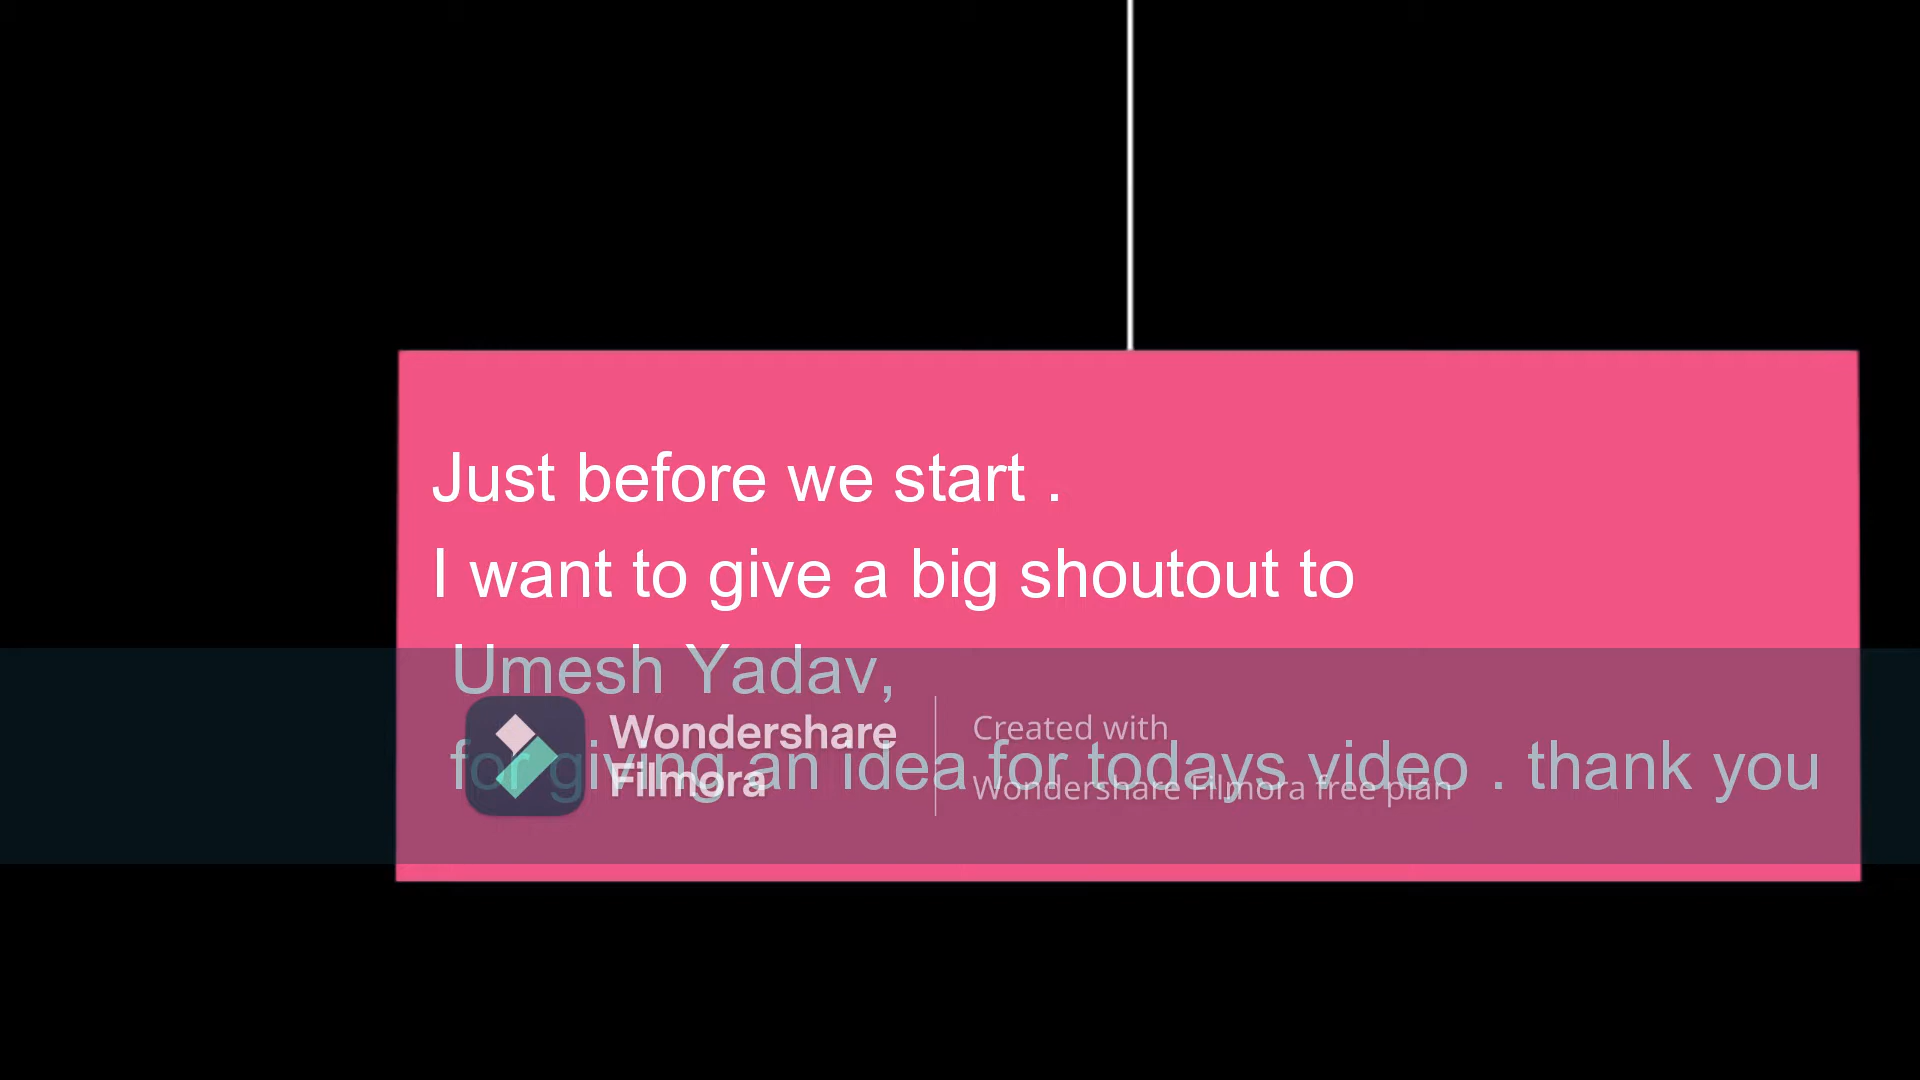 Just before we start .
I want to give a big shoutout to
Umesh Yadav,
for giving an idea for todays video . thank you
Wondershare
Filmora
Created with
Wondershare Filmora free plan